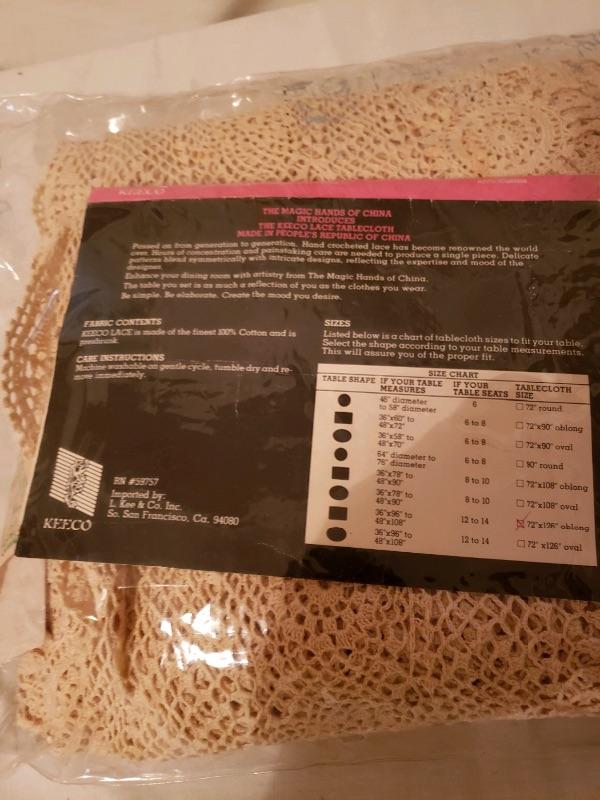 KEECO
THE MAGIC HANDS OF CHINA
INTRODUCES
THE KEECO LACE TABLECLOTH
MADE IN PEOPLE'S REPUBLIC OF CHINA
Passed on from generation to generation. Hand crocheted lace has become renowned the world
over. Hours of concentration and painstaking care are needed to produce a single piece. Delicate
patterns blend symmetrically with intricate designs, reflecting the expertise and mood of the
designer.
Enhance your dining room with artistry from The Magic Hands of China.
The table you set is as much a reflection of you as the clothes you wear.
Be simple. Be elaborate. Create the mood you desire.
FABRIC CONTENTS
KEECO LACE is made of the finest 100% Cotton and is
preshrunk.
CARE INSTRUCTIONS
Machine washable on gentle cycle, tumble dry and re-
move immediately.
RN #59757
Imported by:
L. Kee & Co. Inc.
So. San Francisco, Ca. 94080
KEECO
SIZES
Listed below is a chart of tablecloth sizes to fit your table.
Select the shape according to your table measurements.
This will assure you of the proper fit.
SIZE CHART
TABLE SHAPE IF YOUR TABLE MEASURES IF YOUR TABLE SEATS TABLECLOTH SIZE
48" diameter to 58" diameter 6 72" round
36"x60" to 48"x72" 6 to 8 72"x90" oblong
36"x58" to 48"x70" 6 to 8 72"x90" oval
64" diameter to 76" diameter 6 to 8 90" round
36"x78" to 48"x90" 8 to 10 72"x108" oblong
36"x78" to 48"x90" 8 to 10 72"x108" oval
36"x96" to 48"x108" 12 to 14 72"x126" oblong
36"x96" to 48"x108" 12 to 14 72" x126" oval